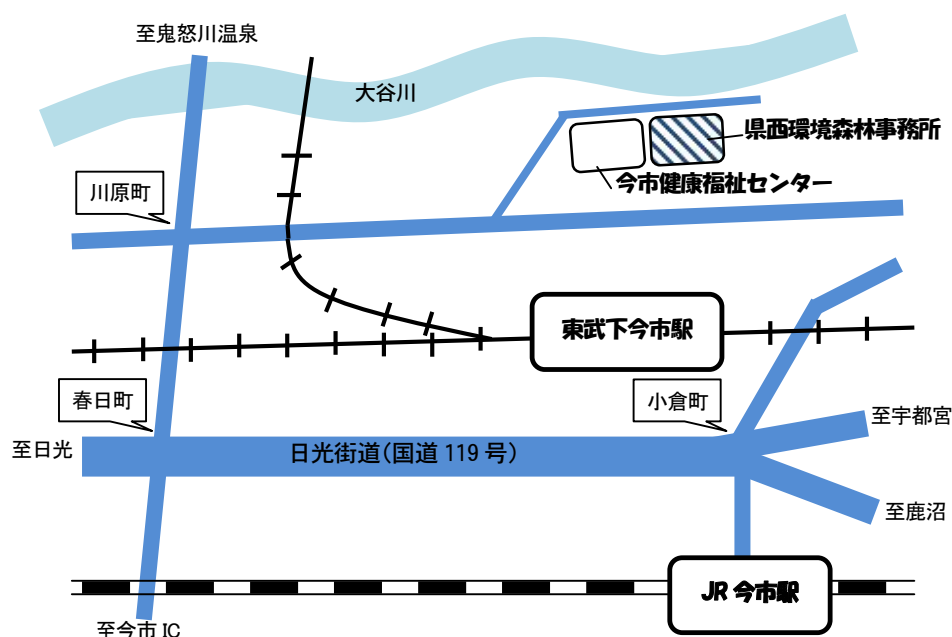 至鬼怒川温泉
大谷川
県西環境森林事務所
今市健康福祉センター
川原町
東武下今市駅
春日町
小倉町
至宇都宮
至日光
日光街道(国道 119 号)
至鹿沼
JR 今市駅
至今市 IC